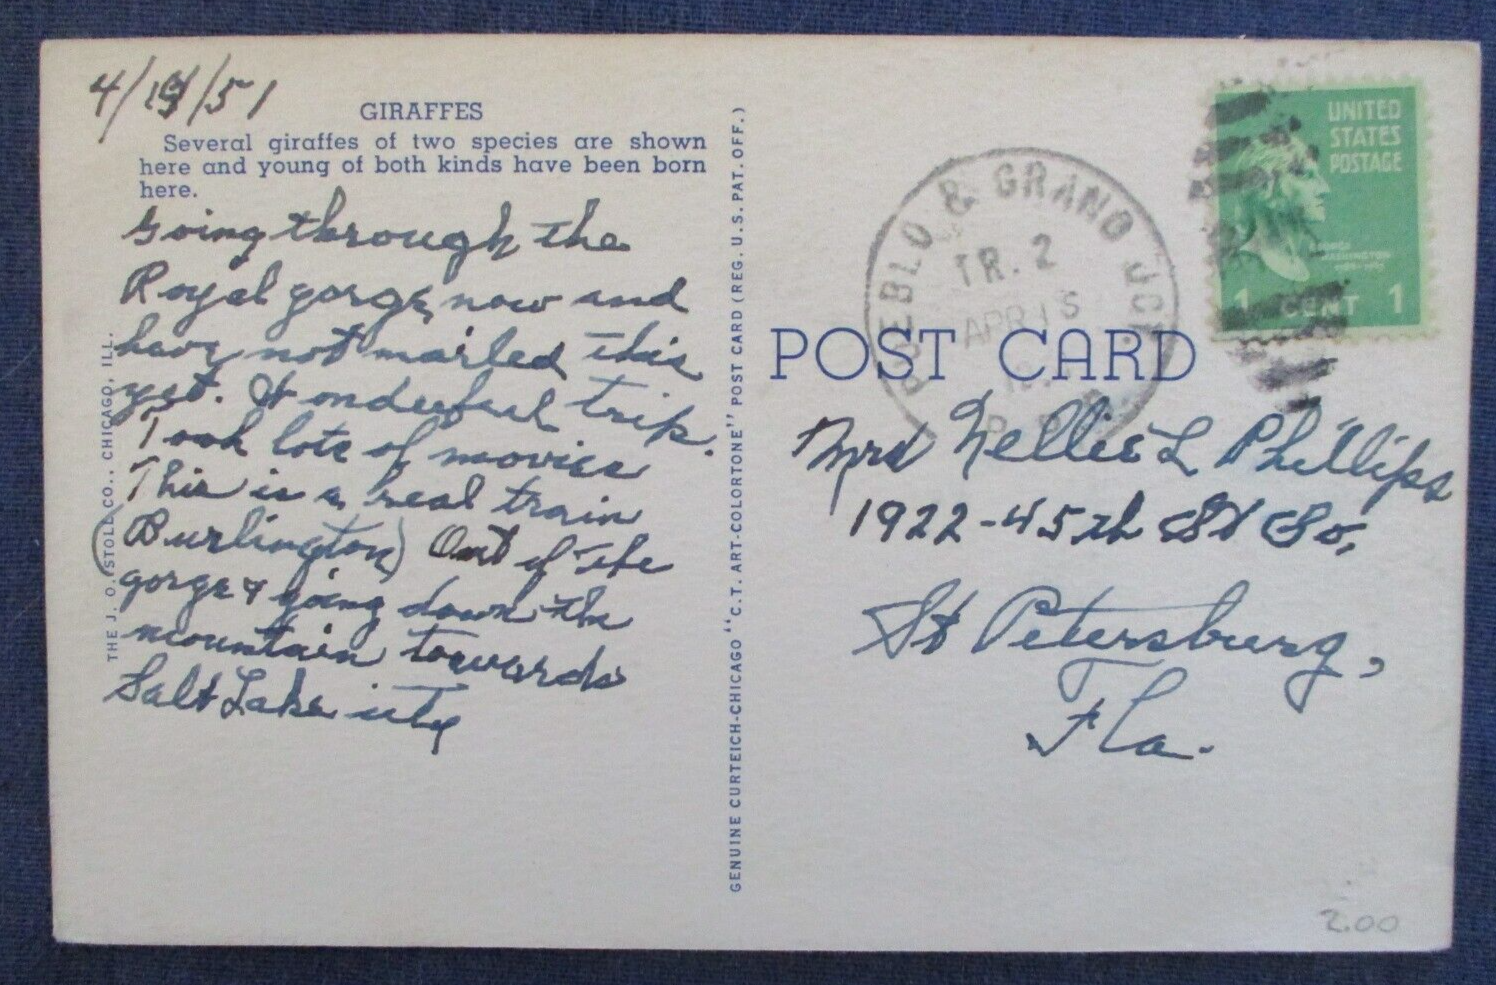 4/19/51
GIRAFFES
Several giraffes of two species are shown
here and young of both kinds have been born
here.
Going through the
Royal gorge now and
have not mailed this
yet. Wonderful trip.
Took lots of movies
This is a real train
(Burlington) Out of the
gorge & going down the
mountain towards
Salt Lake city
THE J. O. STOLL CO., CHICAGO, ILL.
GENUINE CURTEICH-CHICAGO "C.T. ART-COLORTONE" POST CARD (REG. U.S. PAT. OFF.)
PUEBLO & GRAND JCT.
TR. 2
APR 15
UNITED
STATES
POSTAGE
GEORGE
WASHINGTON
1 CENT 1
POST CARD
Mrs Nellie L Phillips
1922-45th St So,
St Petersburg,
Fla.
2.00